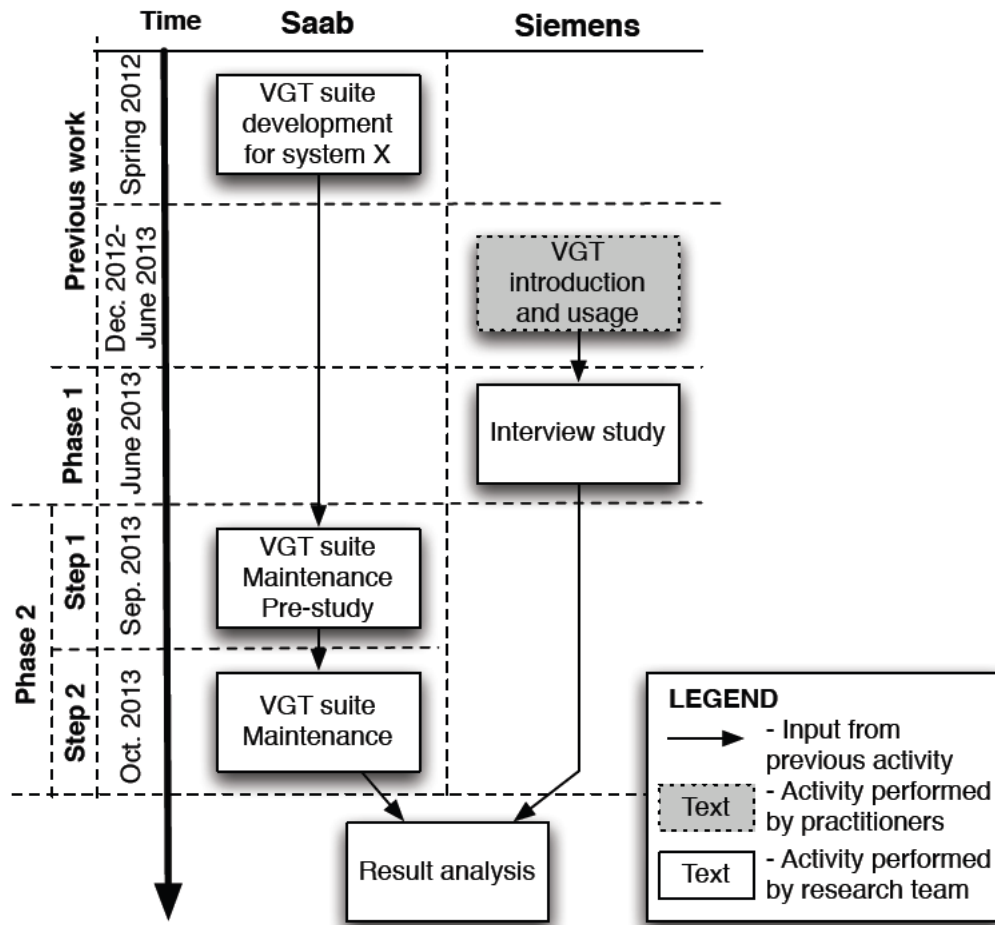 Time
Saab
Siemens
Previous work
Spring 2012
VGT suite
development
for system X
Dec. 2012-
June 2013
VGT
introduction
and usage
Phase 1
June 2013
Interview study
Phase 2
Step 1
Sep. 2013
VGT suite
Maintenance
Pre-study
Step 2
Oct. 2013
VGT suite
Maintenance
Result analysis
LEGEND
- Input from
previous activity
Text
- Activity performed
by practitioners
Text
- Activity performed
by research team